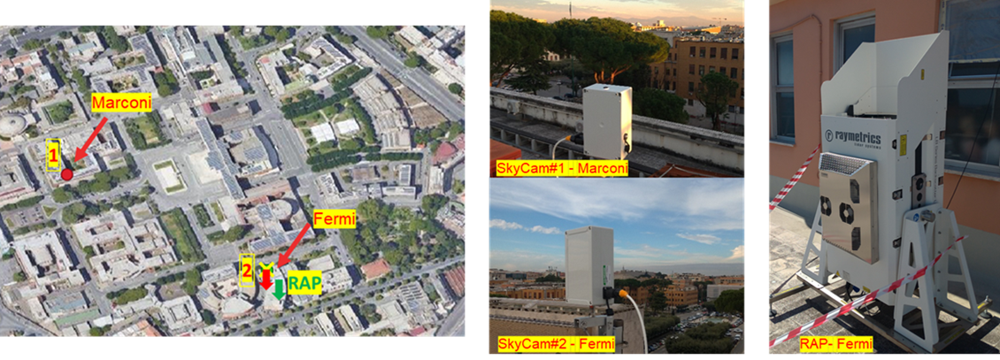 Marconi
1
Fermi
2
RAP
SkyCam#1 - Marconi
SkyCam#2 - Fermi
raymetrics
RAP- Fermi